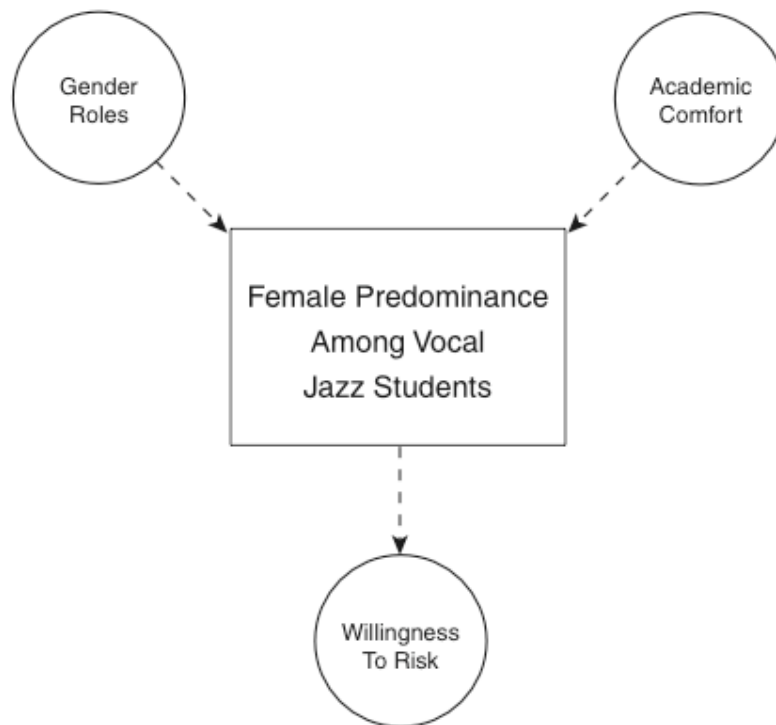 Gender
Roles
Academic
Comfort
Female Predominance
Among Vocal
Jazz Students
Willingness
To Risk